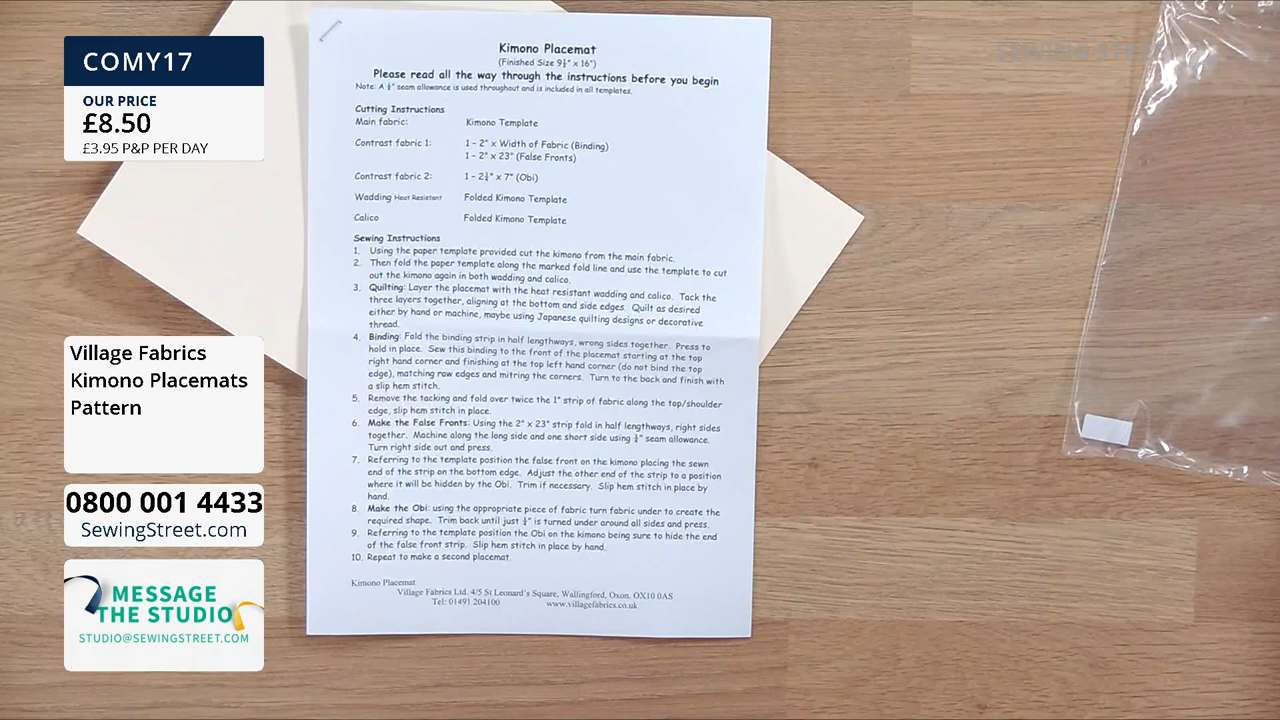 COMY17
OUR PRICE
£8.50
£3.95 P&P PER DAY
Village Fabrics
Kimono Placemats
Pattern
0800 001 4433
SewingStreet.com
MESSAGE
THE STUDIO
STUDIO@SEWINGSTREET.COM
SEWING STREET
Kimono Placemat
(Finished Size 9½" x 16")
Please read all the way through the instructions before you begin
Note: A ¼" seam allowance is used throughout and is included in all templates.
Cutting Instructions
Main fabric: Kimono Template
Contrast fabric 1: 1 – 2" x Width of Fabric (Binding)
1 – 2" x 23" (False Fronts)
Contrast fabric 2: 1 – 2½" x 7" (Obi)
Wadding Heat Resistant Folded Kimono Template
Calico Folded Kimono Template
Sewing Instructions
1. Using the paper template provided cut the kimono from the main fabric.
2. Then fold the paper template along the marked fold line and use the template to cut
out the kimono again in both wadding and calico.
3. Quilting: Layer the placemat with the heat resistant wadding and calico. Tack the
three layers together, aligning at the bottom and side edges. Quilt as desired
either by hand or machine, maybe using Japanese quilting designs or decorative
thread.
4. Binding: Fold the binding strip in half lengthways, wrong sides together. Press to
hold in place. Sew this binding to the front of the placemat starting at the top
right hand corner and finishing at the top left hand corner (do not bind the top
edge), matching raw edges and mitring the corners. Turn to the back and finish with
a slip hem stitch.
5. Remove the tacking and fold over twice the 1" strip of fabric along the top/shoulder
edge, slip hem stitch in place.
6. Make the False Fronts: Using the 2" x 23" strip fold in half lengthways, right sides
together. Machine along the long side and one short side using ¼" seam allowance.
Turn right side out and press.
7. Referring to the template position the false front on the kimono placing the sewn
end of the strip on the bottom edge. Adjust the other end of the strip to a position
where it will be hidden by the Obi. Trim if necessary. Slip hem stitch in place by
hand.
8. Make the Obi: using the appropriate piece of fabric turn fabric under to create the
required shape. Trim back until just ¼" is turned under around all sides and press.
9. Referring to the template position the Obi on the kimono being sure to hide the end
of the false front strip. Slip hem stitch in place by hand.
10. Repeat to make a second placemat.
Kimono Placemat
Village Fabrics Ltd. 4/5 St Leonard's Square, Wallingford, Oxon. OX10 0AS
Tel: 01491 204100 www.villagefabrics.co.uk